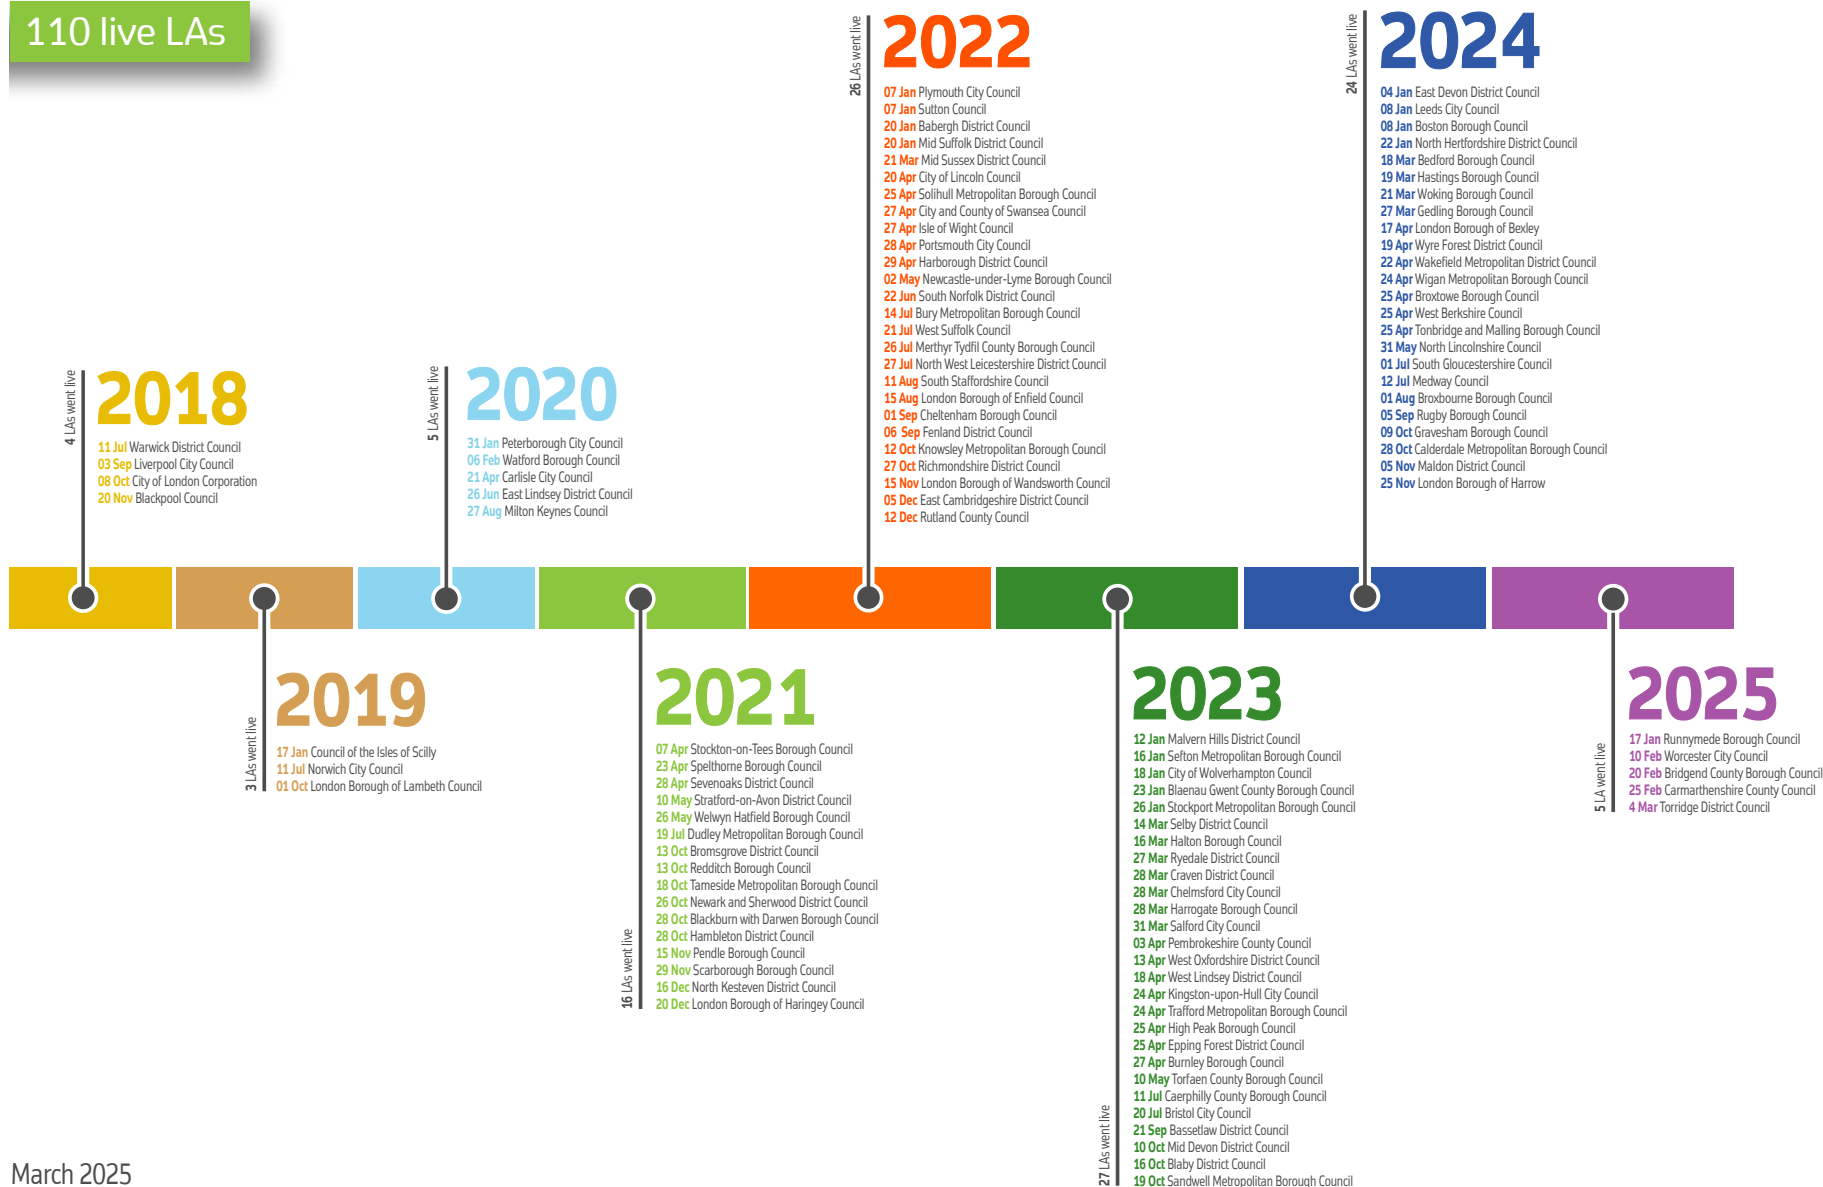 110 live LAs
4 LAs went live
2018
11 Jul Warwick District Council
03 Sep Liverpool City Council
08 Oct City of London Corporation
20 Nov Blackpool Council
3 LAs went live
2019
17 Jan Council of the Isles of Scilly
11 Jul Norwich City Council
01 Oct London Borough of Lambeth Council
5 LAs went live
2020
31 Jan Peterborough City Council
06 Feb Watford Borough Council
21 Apr Carlisle City Council
26 Jun East Lindsey District Council
27 Aug Milton Keynes Council
16 LAs went live
2021
07 Apr Stockton-on-Tees Borough Council
23 Apr Spelthorne Borough Council
28 Apr Sevenoaks District Council
10 May Stratford-on-Avon District Council
26 May Welwyn Hatfield Borough Council
19 Jul Dudley Metropolitan Borough Council
13 Oct Bromsgrove District Council
13 Oct Redditch Borough Council
18 Oct Tameside Metropolitan Borough Council
26 Oct Newark and Sherwood District Council
28 Oct Blackburn with Darwen Borough Council
28 Oct Hambleton District Council
15 Nov Pendle Borough Council
29 Nov Scarborough Borough Council
16 Dec North Kesteven District Council
20 Dec London Borough of Haringey Council
26 LAs went live
2022
07 Jan Plymouth City Council
07 Jan Sutton Council
20 Jan Babergh District Council
20 Jan Mid Suffolk District Council
21 Mar Mid Sussex District Council
20 Apr City of Lincoln Council
25 Apr Solihull Metropolitan Borough Council
27 Apr City and County of Swansea Council
27 Apr Isle of Wight Council
28 Apr Portsmouth City Council
29 Apr Harborough District Council
02 May Newcastle-under-Lyme Borough Council
22 Jun South Norfolk District Council
14 Jul Bury Metropolitan Borough Council
21 Jul West Suffolk Council
26 Jul Merthyr Tydfil County Borough Council
27 Jul North West Leicestershire District Council
11 Aug South Staffordshire Council
15 Aug London Borough of Enfield Council
01 Sep Cheltenham Borough Council
06 Sep Fenland District Council
12 Oct Knowsley Metropolitan Borough Council
27 Oct Richmondshire District Council
15 Nov London Borough of Wandsworth Council
05 Dec East Cambridgeshire District Council
12 Dec Rutland County Council
27 LAs went live
2023
12 Jan Malvern Hills District Council
16 Jan Sefton Metropolitan Borough Council
18 Jan City of Wolverhampton Council
23 Jan Blaenau Gwent County Borough Council
26 Jan Stockport Metropolitan Borough Council
14 Mar Selby District Council
16 Mar Halton Borough Council
27 Mar Ryedale District Council
28 Mar Craven District Council
28 Mar Chelmsford City Council
28 Mar Harrogate Borough Council
31 Mar Salford City Council
03 Apr Pembrokeshire County Council
13 Apr West Oxfordshire District Council
18 Apr West Lindsey District Council
24 Apr Kingston-upon-Hull City Council
24 Apr Trafford Metropolitan Borough Council
25 Apr High Peak Borough Council
25 Apr Epping Forest District Council
27 Apr Burnley Borough Council
10 May Torfaen County Borough Council
11 Jul Caerphilly County Borough Council
20 Jul Bristol City Council
21 Sep Bassetlaw District Council
10 Oct Mid Devon District Council
16 Oct Blaby District Council
19 Oct Sandwell Metropolitan Borough Council
24 LAs went live
2024
04 Jan East Devon District Council
08 Jan Leeds City Council
08 Jan Boston Borough Council
22 Jan North Hertfordshire District Council
18 Mar Bedford Borough Council
19 Mar Hastings Borough Council
21 Mar Woking Borough Council
27 Mar Gedling Borough Council
17 Apr London Borough of Bexley
19 Apr Wyre Forest District Council
22 Apr Wakefield Metropolitan District Council
24 Apr Wigan Metropolitan Borough Council
25 Apr Broxtowe Borough Council
25 Apr West Berkshire Council
25 Apr Tonbridge and Malling Borough Council
31 May North Lincolnshire Council
01 Jul South Gloucestershire Council
12 Jul Medway Council
01 Aug Broxbourne Borough Council
05 Sep Rugby Borough Council
09 Oct Gravesham Borough Council
28 Oct Calderdale Metropolitan Borough Council
05 Nov Maldon District Council
25 Nov London Borough of Harrow
5 LA went live
2025
17 Jan Runnymede Borough Council
10 Feb Worcester City Council
20 Feb Bridgend County Borough Council
25 Feb Carmarthenshire County Council
4 Mar Torridge District Council
March 2025